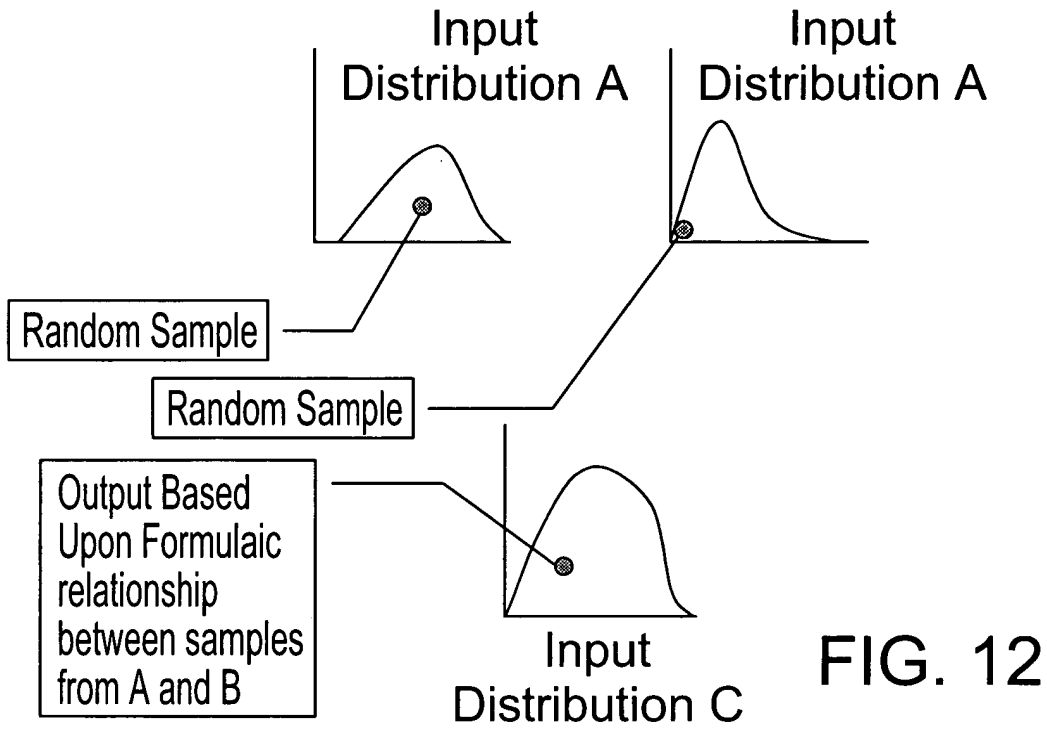 Input
Distribution A
Input
Distribution A
Random Sample
Random Sample
Output Based
Upon Formulaic
relationship
between samples
from A and B
Input
Distribution C
FIG. 12